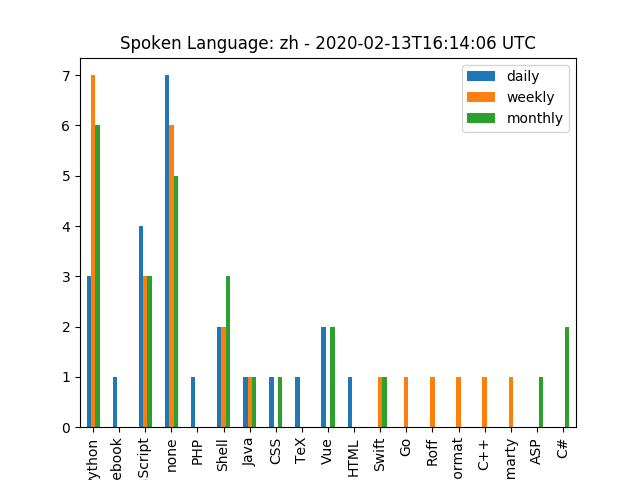 Spoken Language: zh - 2020-02-13T16:14:06 UTC
daily
weekly
monthly
7
6
5
4
3
2
1
0
ython
ebook
Script
none
PHP
Shell
Java
CSS
TeX
Vue
HTML
Swift
Go
Roff
ormat
C++
marty
ASP
C#